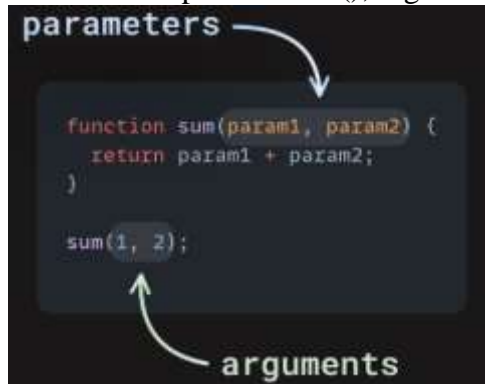 parameters
function sum(param1, param2) {
return param1 + param2;
}
sum(1, 2);
arguments